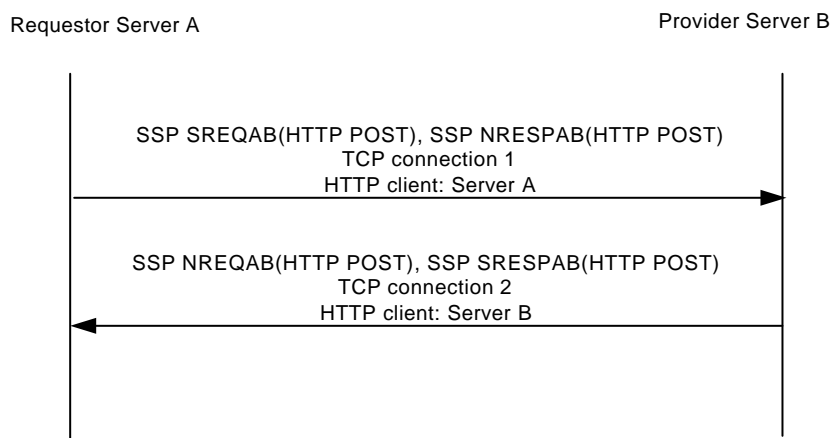 Requestor Server A
Provider Server B
SSP SREQAB(HTTP POST), SSP NRESPAB(HTTP POST)
TCP connection 1
HTTP client: Server A
SSP NREQAB(HTTP POST), SSP SRESPAB(HTTP POST)
TCP connection 2
HTTP client: Server B